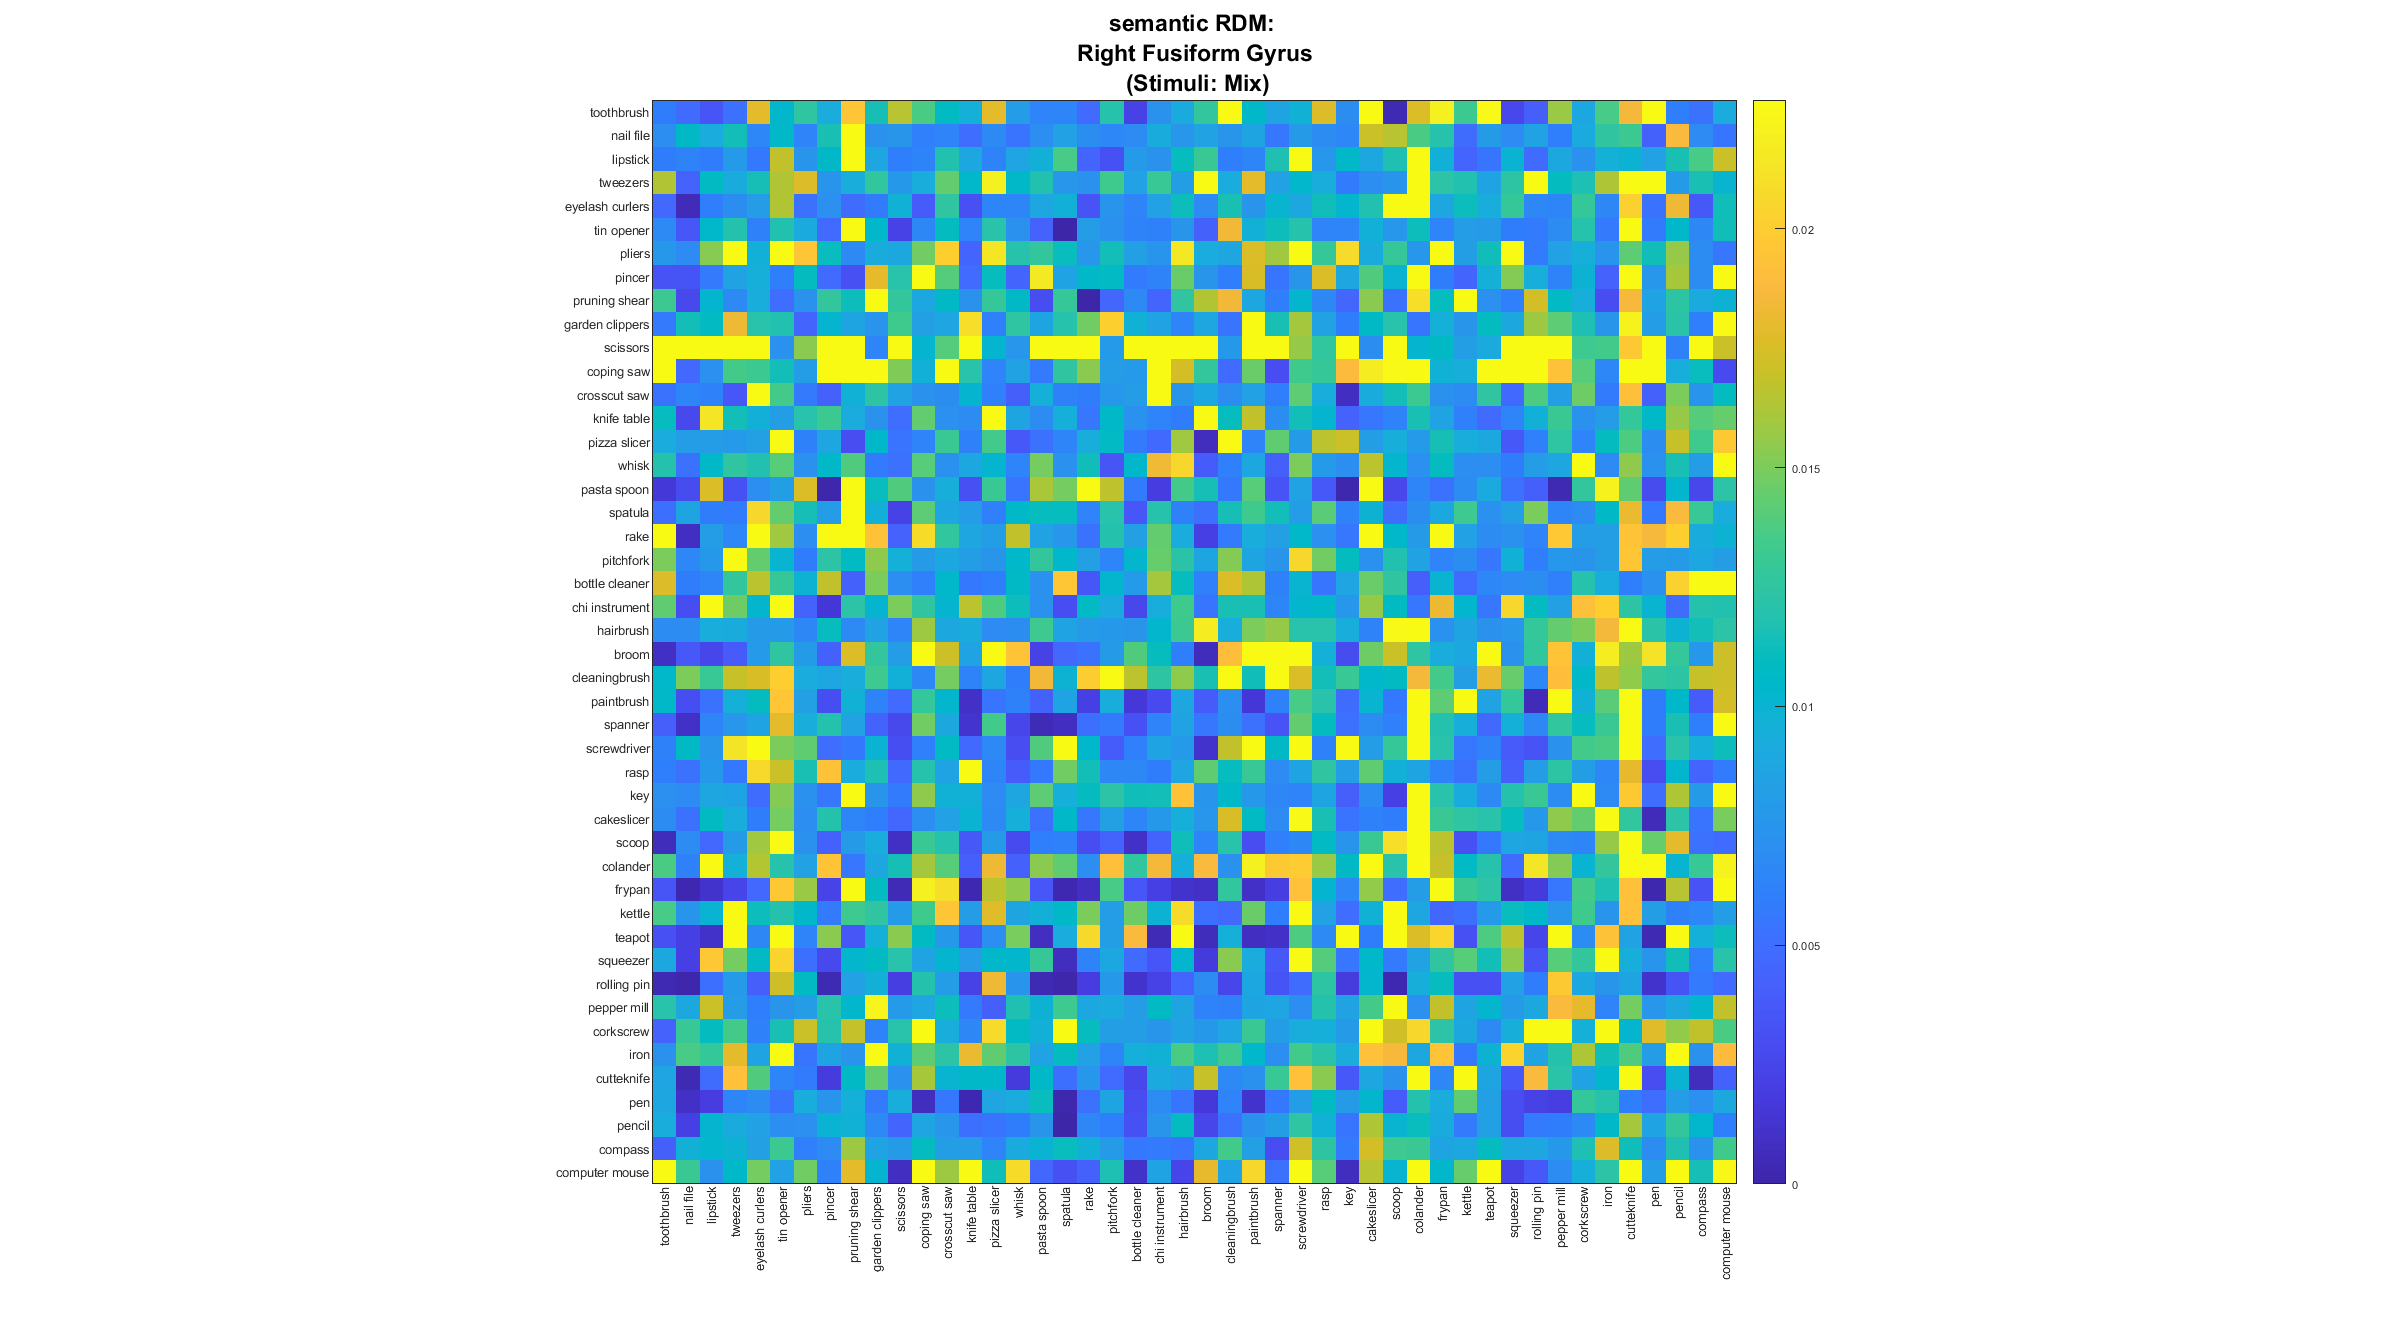 semantic RDM:
Right Fusiform Gyrus
(Stimuli: Mix)
toothbrush
nail file
lipstick
tweezers
eyelash curlers
tin opener
pliers
pincer
pruning shear
garden clippers
scissors
coping saw
crosscut saw
knife table
pizza slicer
whisk
pasta spoon
spatula
rake
pitchfork
bottle cleaner
chi instrument
hairbrush
broom
cleaningbrush
paintbrush
spanner
screwdriver
rasp
key
cakeslicer
scoop
colander
frypan
kettle
teapot
squeezer
rolling pin
pepper mill
corkscrew
iron
cutteknife
pen
pencil
compass
computer mouse
0.02
0.015
0.01
0.005
0
toothbrush
nail file
lipstick
tweezers
eyelash curlers
tin opener
pliers
pincer
pruning shear
garden clippers
scissors
coping saw
crosscut saw
knife table
pizza slicer
whisk
pasta spoon
spatula
rake
pitchfork
bottle cleaner
chi instrument
hairbrush
broom
cleaningbrush
paintbrush
spanner
screwdriver
rasp
key
cakeslicer
scoop
colander
frypan
kettle
teapot
squeezer
rolling pin
pepper mill
corkscrew
iron
cutteknife
pen
pencil
compass
computer mouse